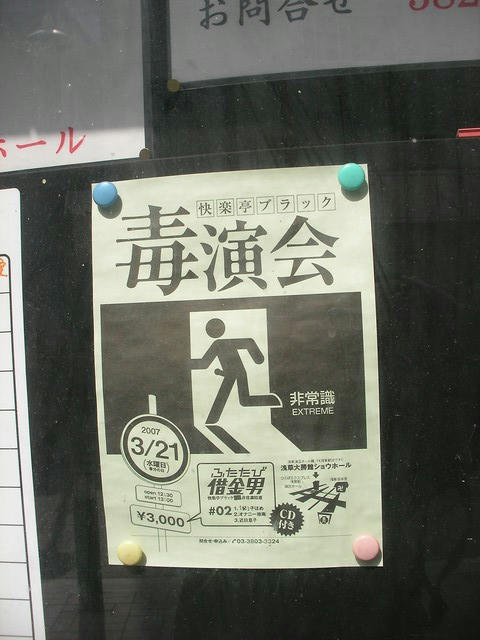 お問合せ
ホール
快楽亭ブラック
毒演会
非常識
EXTREME
2007
3/21
(水曜日)
open 12:30
start 13:00
¥3,000
ふたたび
借金男
#02
CD
付き
浅草大勝館ショウホール
03-3803-3324